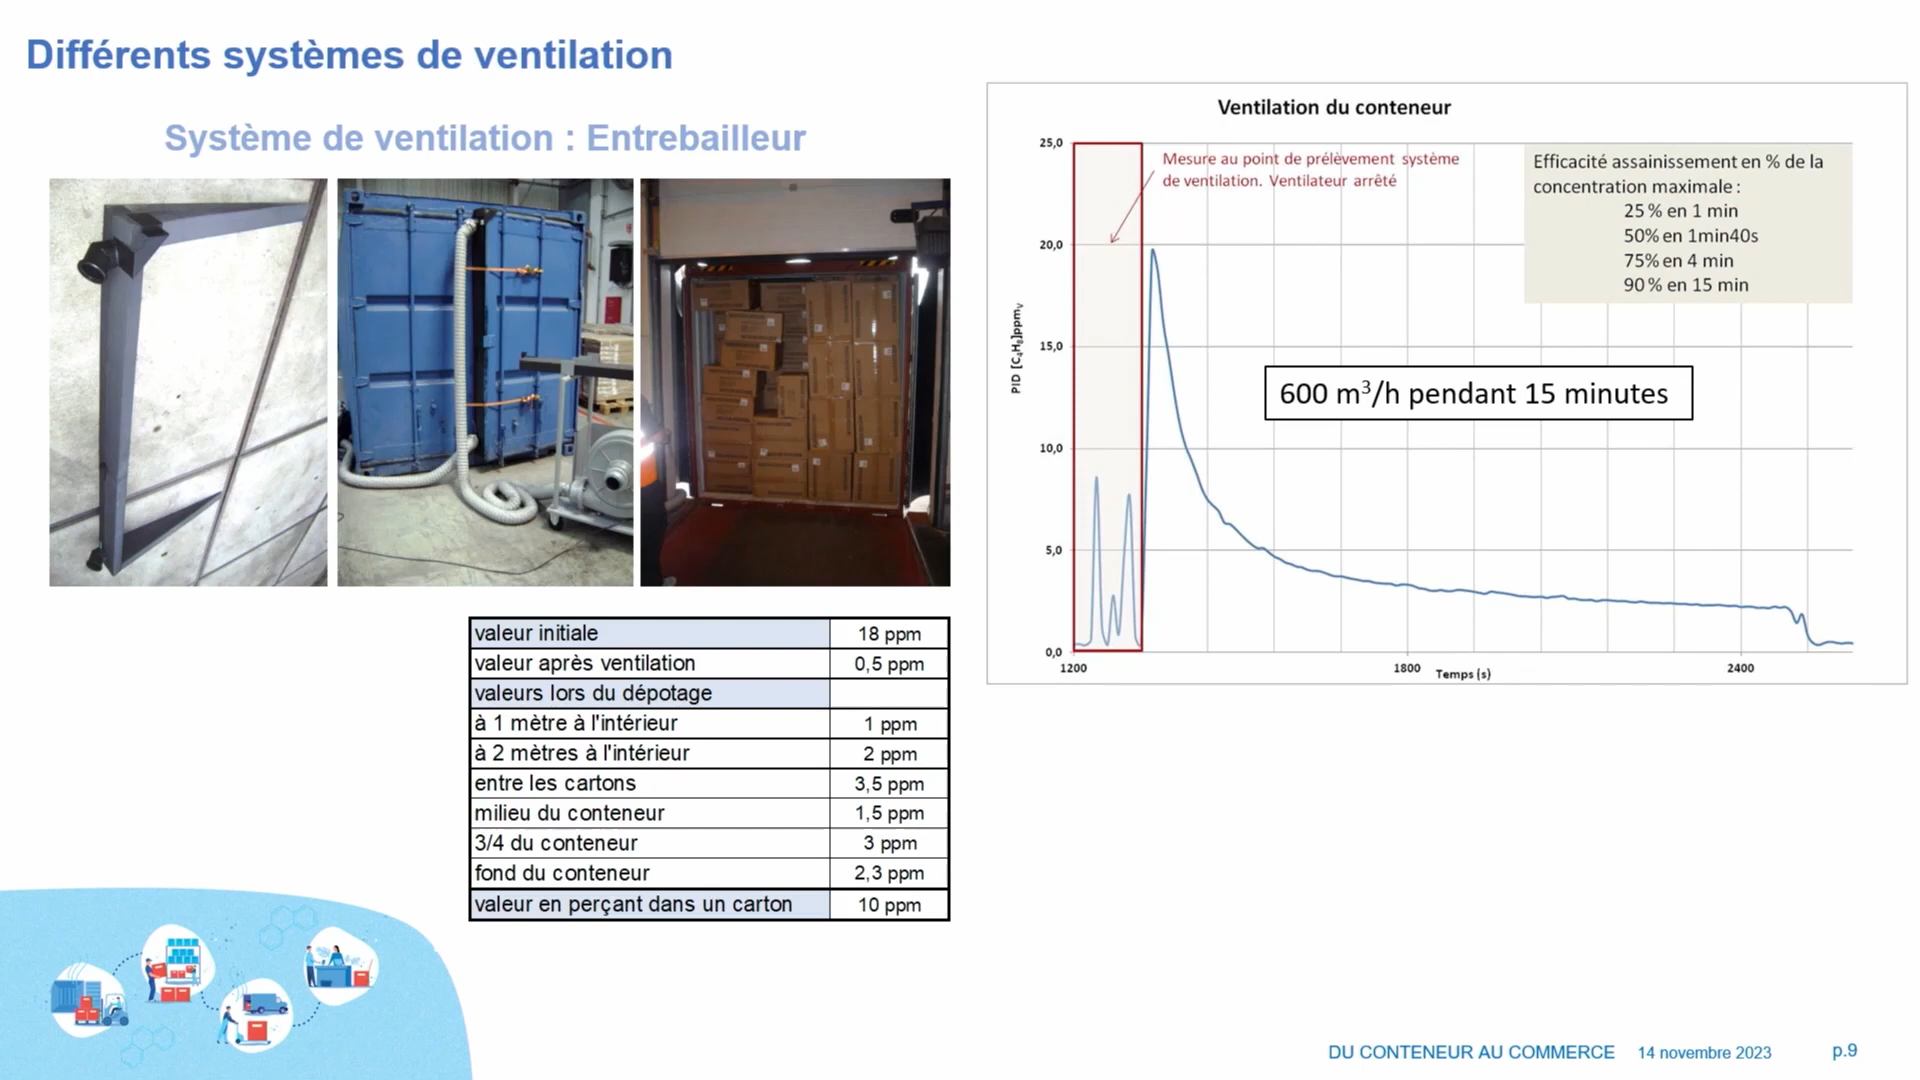 Différents systèmes de ventilation
Système de ventilation : Entrebailleur
valeur initiale 18 ppm
valeur après ventilation 0,5 ppm
valeurs lors du dépotage
à 1 mètre à l'intérieur 1 ppm
à 2 mètres à l'intérieur 2 ppm
entre les cartons 3,5 ppm
milieu du conteneur 1,5 ppm
3/4 du conteneur 3 ppm
fond du conteneur 2,3 ppm
valeur en perçant dans un carton 10 ppm
Ventilation du conteneur
Mesure au point de prélèvement système
de ventilation. Ventilateur arrêté
Efficacité assainissement en % de la
concentration maximale :
25 % en 1 min
50% en 1min40s
75% en 4 min
90 % en 15 min
600 m³/h pendant 15 minutes
PID [C₄H₈]ppmᵥ
25,0
20,0
15,0
10,0
5,0
0,0
1200 1800 2400
Temps (s)
DU CONTENEUR AU COMMERCE 14 novembre 2023 p.9